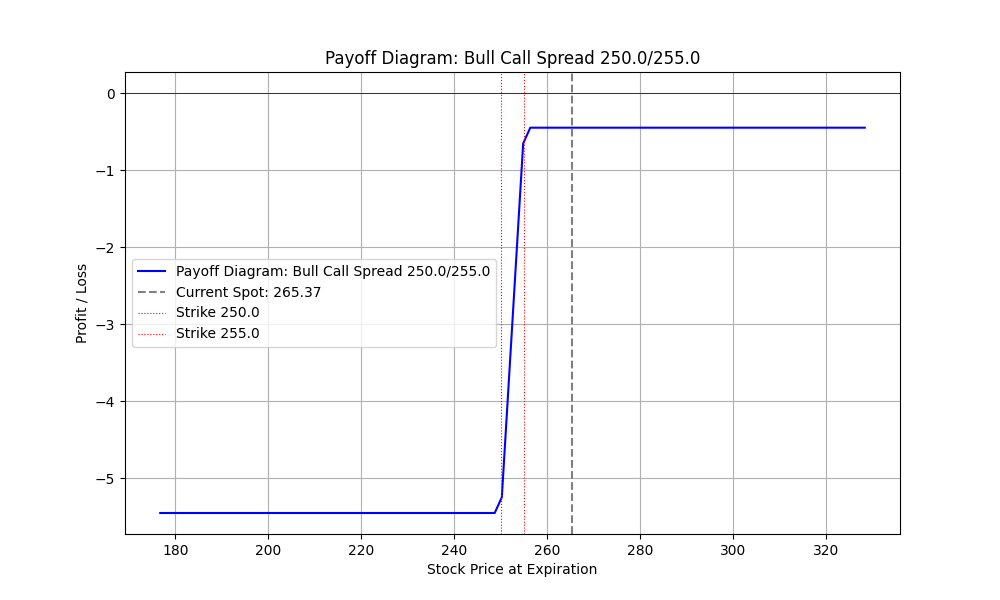 Payoff Diagram: Bull Call Spread 250.0/255.0
0
−1
−2
−3
−4
−5
Profit / Loss
Payoff Diagram: Bull Call Spread 250.0/255.0
Current Spot: 265.37
Strike 250.0
Strike 255.0
180 200 220 240 260 280 300 320
Stock Price at Expiration